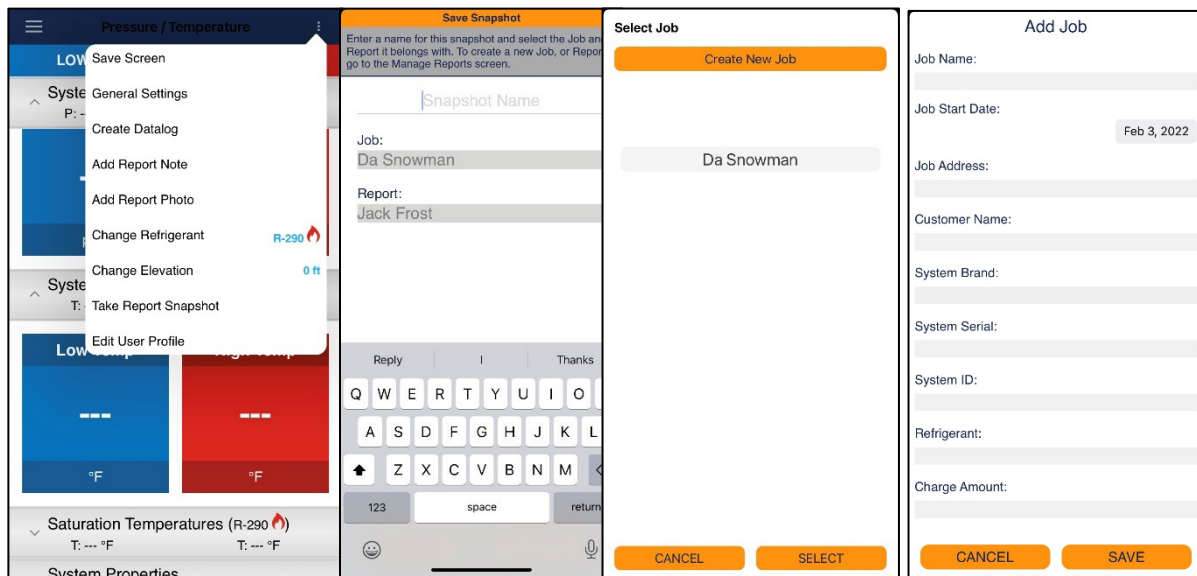 Pressure / Temperature
LOW
Save Screen
Syste
General Settings
P: -
Create Datalog
Add Report Note
Add Report Photo
Change Refrigerant R-290
Change Elevation 0 ft
Syste
T:
Take Report Snapshot
Edit User Profile
---
---
°F
°F
Saturation Temperatures (R-290)
T: --- °F
T: --- °F
System Properties
Save Snapshot
Enter a name for this snapshot and select the Job an
Report it belongs with. To create a new Job, or Repor
go to the Manage Reports screen.
Snapshot Name
Job:
Da Snowman
Report:
Jack Frost
Reply I Thanks
Q W E R T Y U I O
A S D F G H J K L
Z X C V B N M
123 space return
Select Job
Create New Job
Da Snowman
CANCEL SELECT
Add Job
Job Name:
Job Start Date:
Feb 3, 2022
Job Address:
Customer Name:
System Brand:
System Serial:
System ID:
Refrigerant:
Charge Amount:
CANCEL SAVE